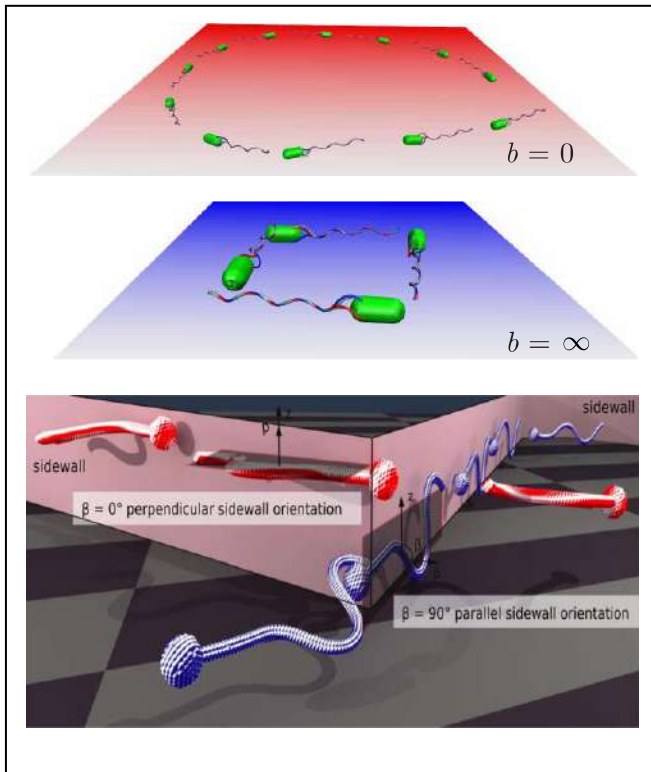 b = 0
b = ∞
sidewall
sidewall
β = 0° perpendicular sidewall orientation
β = 90° parallel sidewall orientation
z